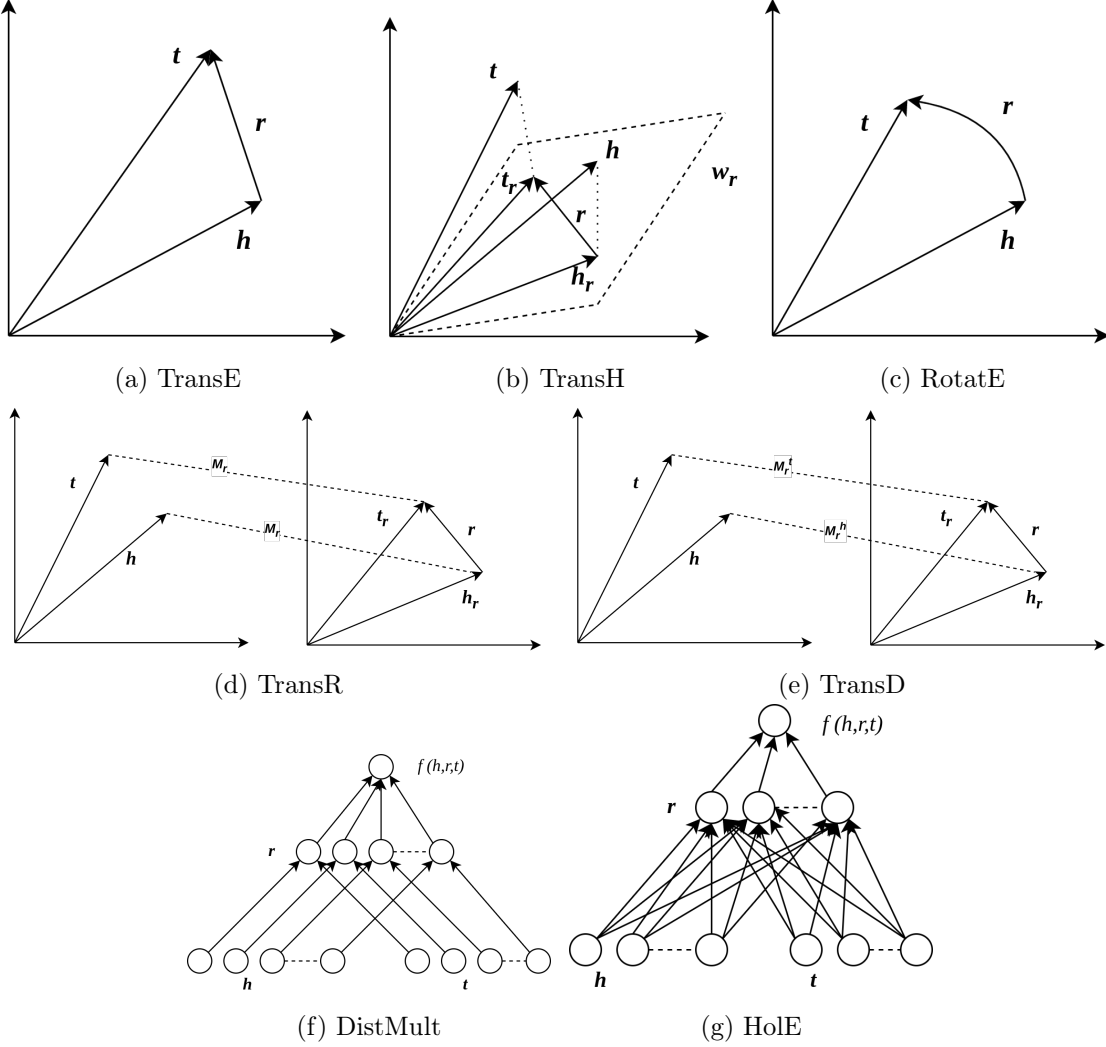 t
r
h
(a) TransE
t
h
w_r
t_r
r
h_r
(b) TransH
r
t
h
(c) RotatE
M_r
t
t_r
r
M_r
h
h_r
(d) TransR
M_r^t
t
t_r
r
M_r^h
h
h_r
(e) TransD
f(h,r,t)
r
h
t
(f) DistMult
f(h,r,t)
r
h
t
(g) HolE